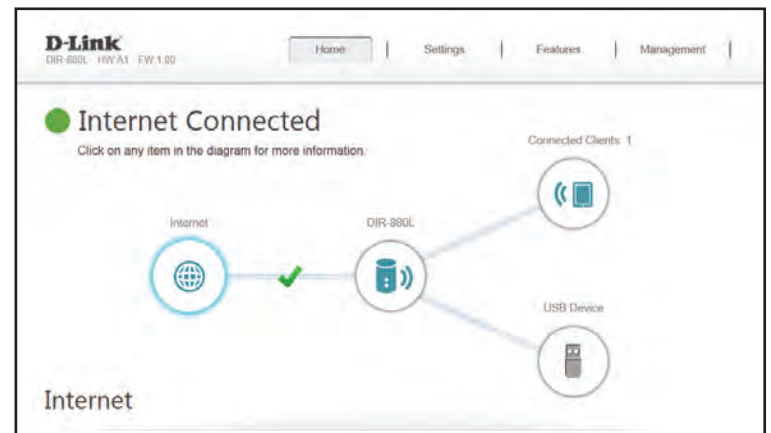 D-Link
DIR-880L HW:A1 FW:1.00
Home | Settings | Features | Management |
Internet Connected
Click on any item in the diagram for more information.
Connected Clients: 1
Internet
DIR-880L
USB Device
Internet